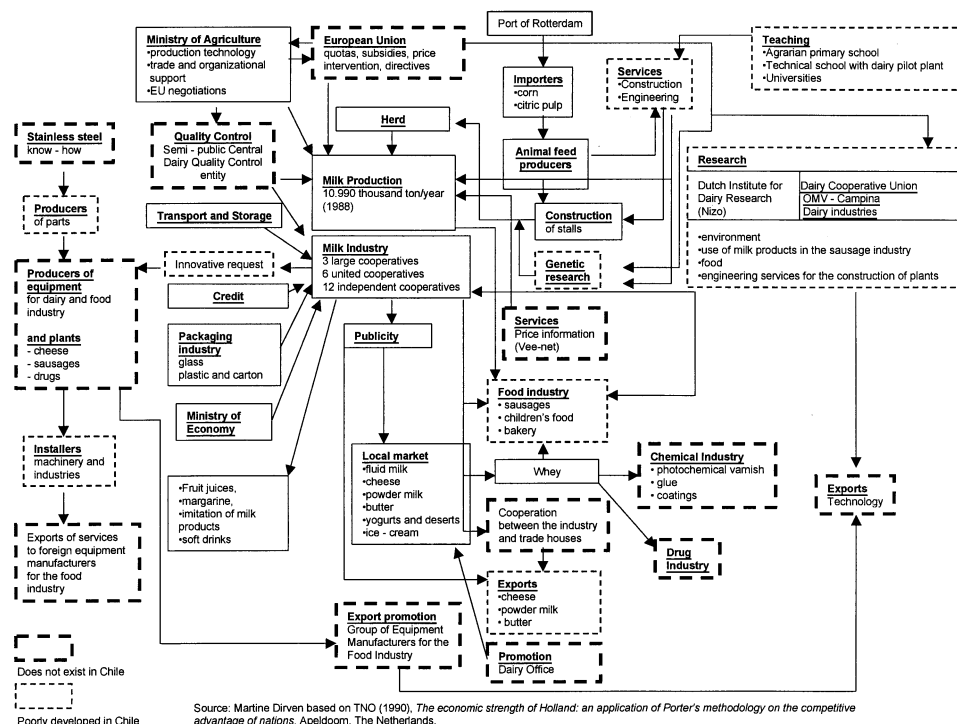 Port of Rotterdam
Ministry of Agriculture
•production technology
•trade and organizational
support
•EU negotiations
European Union
quotas, subsidies, price
intervention, directives
Importers
•corn
•citric pulp
Services
•Construction
•Engineering
Teaching
•Agrarian primary school
•Technical school with dairy pilot plant
•Universities
Stainless steel
know - how
Quality Control
Semi - public Central
Dairy Quality Control
entity
Herd
Animal feed
producers
Research
Dutch Institute for
Dairy Research
(Nizo)
Dairy Cooperative Union
OMV - Campina
Dairy industries
•environment
•use of milk products in the sausage industry
•food
•engineering services for the construction of plants
Milk Production
10.990 thousand ton/year
(1988)
Producers
of parts
Transport and Storage
Construction
of stalls
Milk Industry
3 large cooperatives
6 united cooperatives
12 independent cooperatives
Innovative request
Genetic
research
Producers of
equipment
for dairy and food
industry
and plants
- cheese
- sausages
- drugs
Credit
Services
Price information
(Vee-net)
Packaging
industry
glass
plastic and carton
Publicity
Food industry
• sausages
• children's food
• bakery
Ministry of
Economy
Installers
machinery and
industries
Local market
•fluid milk
•cheese
•powder milk
•butter
•yogurts and deserts
•ice - cream
Whey
Chemical Industry
• photochemical varnish
• glue
• coatings
Exports
Technology
•Fruit juices,
•margarine,
•imitation of milk
products
•soft drinks
Cooperation
between the industry
and trade houses
Drug
Industry
Exports of services
to foreign equipment
manufacturers
for the food
industry
Exports
•cheese
•powder milk
• butter
Export promotion
Group of Equipment
Manufacturers for the
Food Industry
Promotion
Dairy Office
Does not exist in Chile
Poorly developed in Chile
Source: Martine Dirven based on TNO (1990), The economic strength of Holland: an application of Porter's methodology on the competitive
advantage of nations, Apeldoorn, The Netherlands.